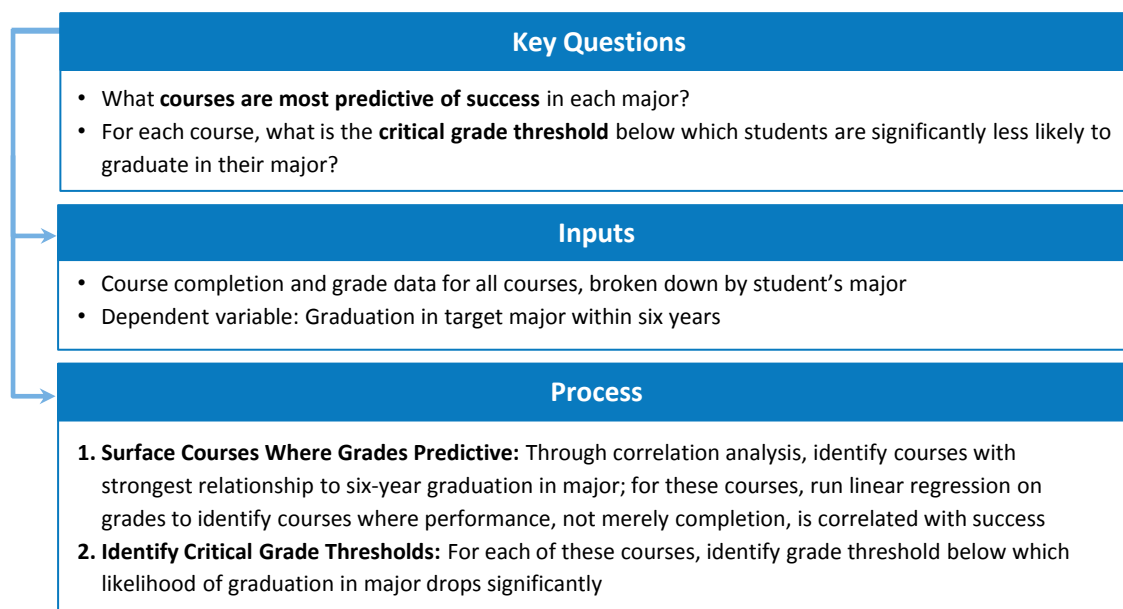 Key Questions
• What courses are most predictive of success in each major?
• For each course, what is the critical grade threshold below which students are significantly less likely to
graduate in their major?
Inputs
• Course completion and grade data for all courses, broken down by student’s major
• Dependent variable: Graduation in target major within six years
Process
1. Surface Courses Where Grades Predictive: Through correlation analysis, identify courses with
strongest relationship to six-year graduation in major; for these courses, run linear regression on
grades to identify courses where performance, not merely completion, is correlated with success
2. Identify Critical Grade Thresholds: For each of these courses, identify grade threshold below which
likelihood of graduation in major drops significantly